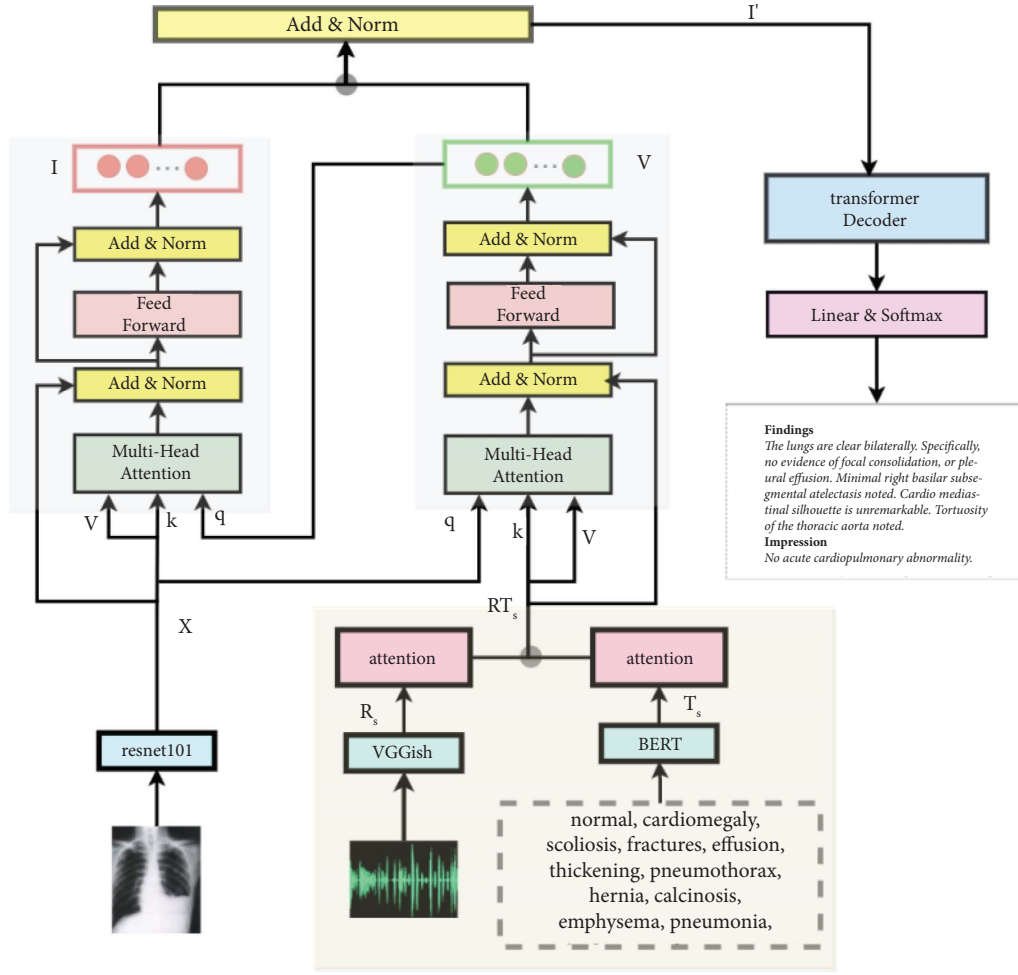 Add & Norm
I'
I
V
Add & Norm
Add & Norm
Feed
Forward
Feed
Forward
Add & Norm
Add & Norm
Multi-Head
Attention
Multi-Head
Attention
V
k
q
q
k
V
transformer
Decoder
Linear & Softmax
Findings
The lungs are clear bilaterally. Specifically,
no evidence of focal consolidation, or ple-
ural effusion. Minimal right basilar subse-
gmental atelectasis noted. Cardio medias-
tinal silhouette is unremarkable. Tortuosity
of the thoracic aorta noted.
Impression
No acute cardiopulmonary abnormality.
X
RTs
attention
attention
Rs
Ts
resnet101
VGGish
BERT
normal, cardiomegaly,
scoliosis, fractures, effusion,
thickening, pneumothorax,
hernia, calcinosis,
emphysema, pneumonia,